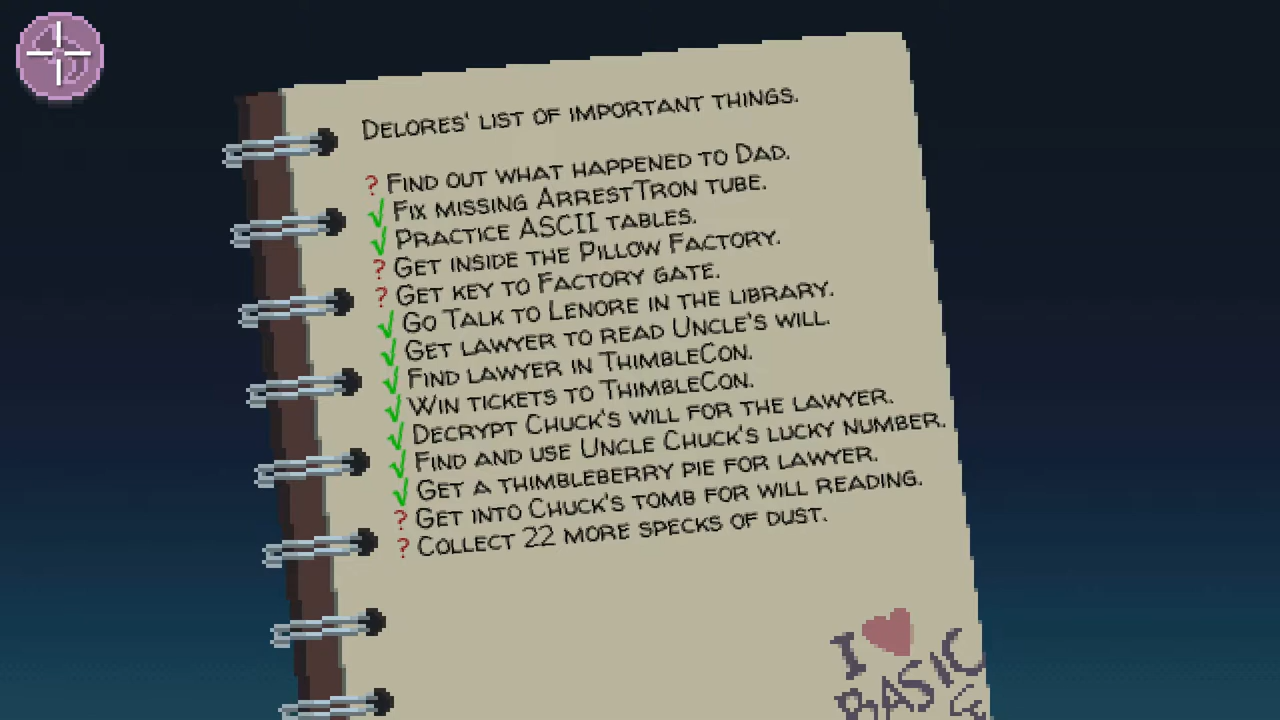 Delores' list of important things.
? Find out what happened to Dad.
√ Fix missing ArrestTron tube.
√ Practice ASCII tables.
? Get inside the Pillow Factory.
? Get key to Factory gate.
√ Go Talk to Lenore in the library.
√ Get lawyer to read Uncle's will.
√ Find lawyer in ThimbleCon.
√ Win tickets to ThimbleCon.
√ Decrypt Chuck's will for the lawyer.
√ Find and use Uncle Chuck's lucky number.
√ Get a thimbleberry pie for lawyer.
? Get into Chuck's tomb for will reading.
? Collect 22 more specks of dust.
I ♥
BASIC